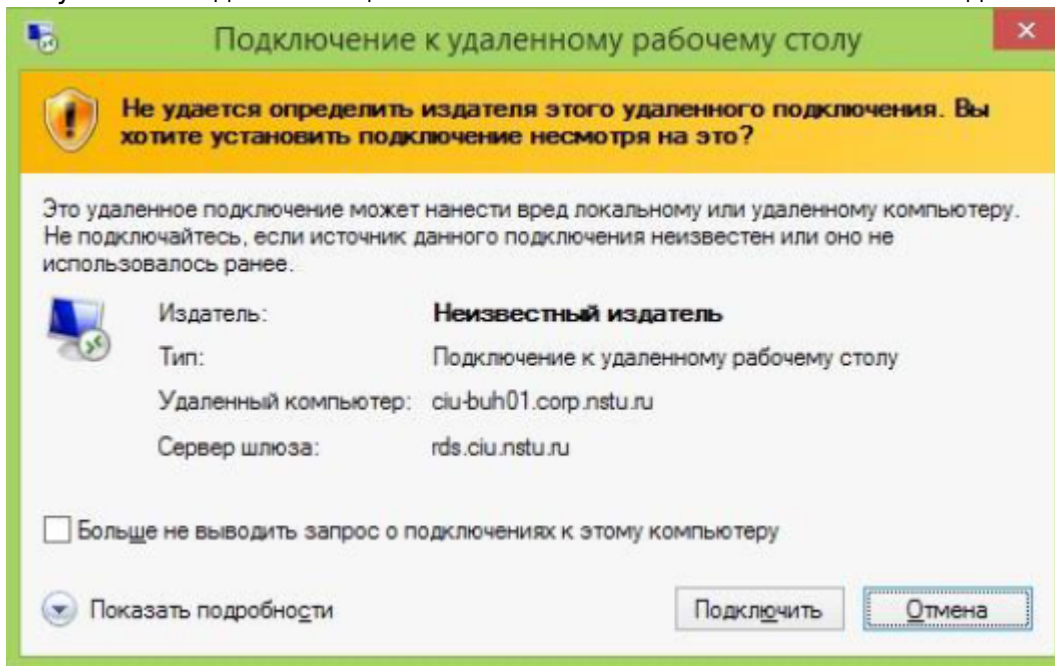 Подключение к удаленному рабочему столу
Не удается определить издателя этого удаленного подключения. Вы
хотите установить подключение несмотря на это?
Это удаленное подключение может нанести вред локальному или удаленному компьютеру.
Не подключайтесь, если источник данного подключения неизвестен или оно не
использовалось ранее.
Издатель: Неизвестный издатель
Тип: Подключение к удаленному рабочему столу
Удаленный компьютер: ciu-buh01.corp.nstu.ru
Сервер шлюза: rds.ciu.nstu.ru
Больше не выводить запрос о подключениях к этому компьютеру
Показать подробности Подключить Отмена